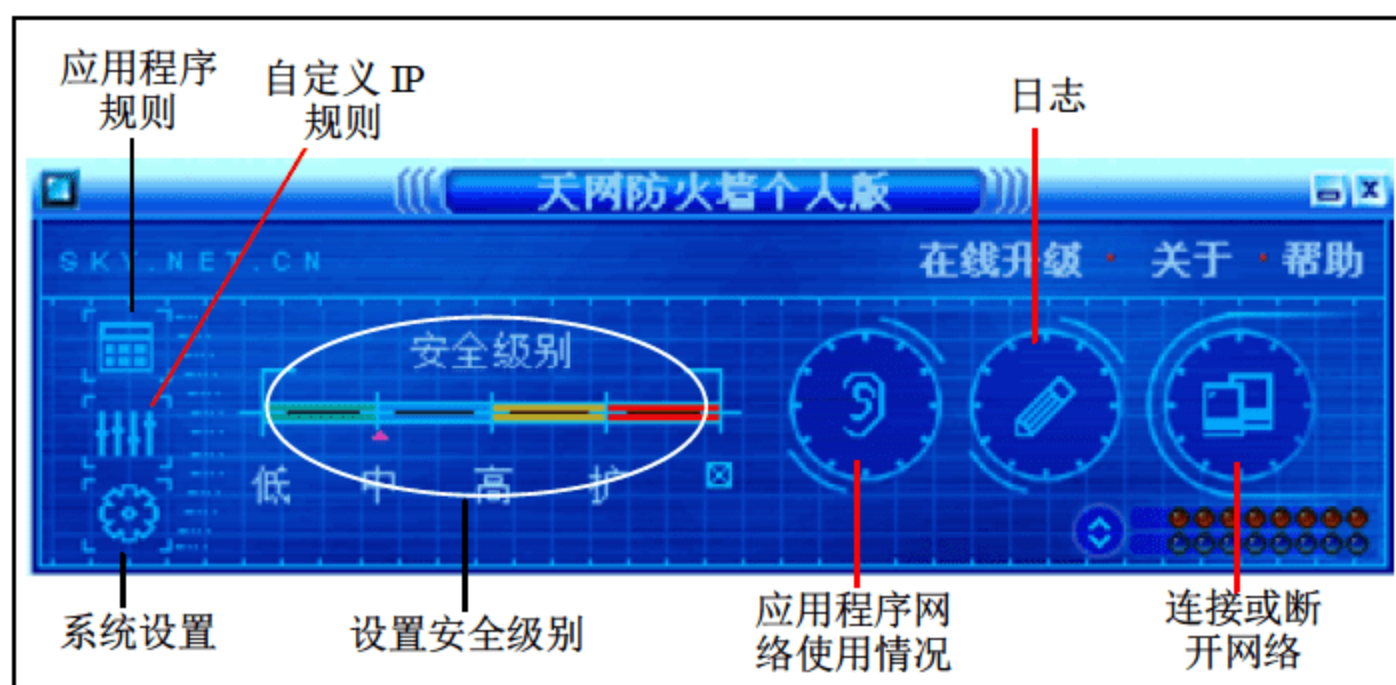 应用程序
规则
自定义 IP
规则
日志
天网防火墙个人版
SKY.NET.CN
在线升级 · 关于 · 帮助
安全级别
低 中 高 扩
系统设置
设置安全级别
应用程序网
络使用情况
连接或断
开网络